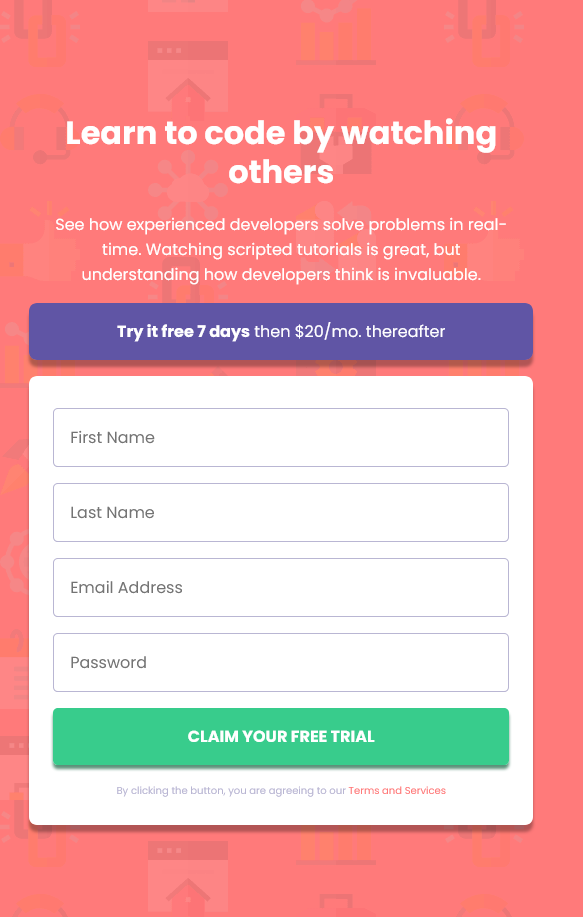 Learn to code by watching
others
See how experienced developers solve problems in real-
time. Watching scripted tutorials is great, but
understanding how developers think is invaluable.
Try it free 7 days then $20/mo. thereafter
First Name
Last Name
Email Address
Password
CLAIM YOUR FREE TRIAL
By clicking the button, you are agreeing to our Terms and Services